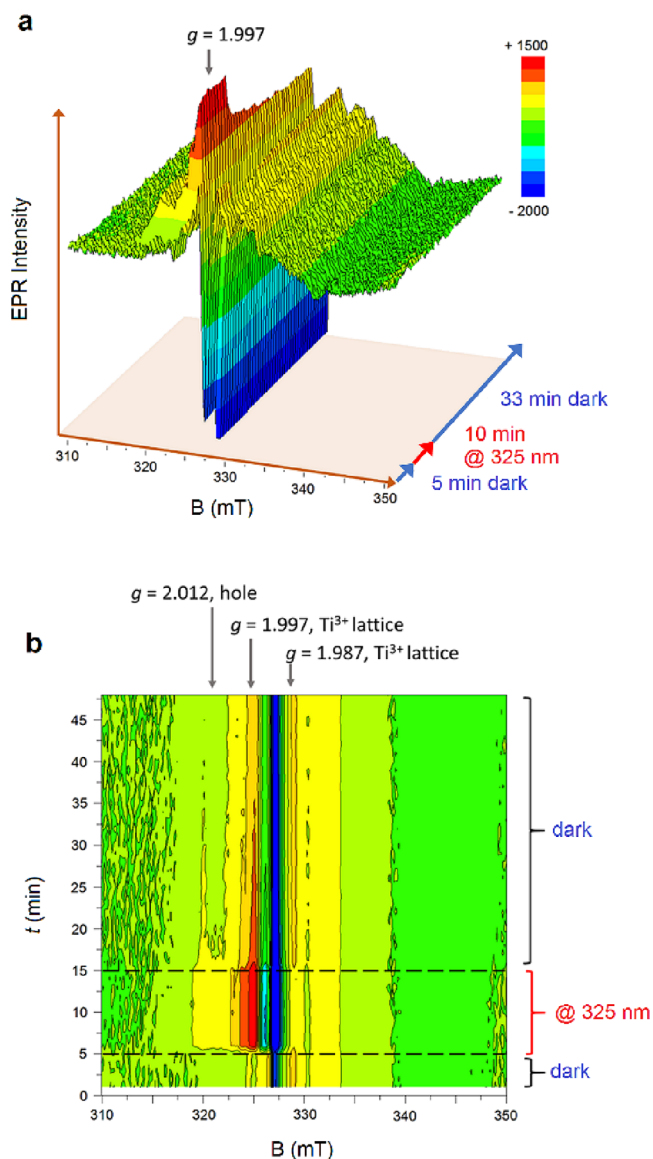 a
g = 1.997
+ 1500
- 2000
EPR Intensity
310
320
330
340
350
B (mT)
33 min dark
10 min
@ 325 nm
5 min dark
b
g = 2.012, hole
g = 1.997, Ti³⁺ lattice
g = 1.987, Ti³⁺ lattice
t (min)
45
40
35
30
25
20
15
10
5
0
310
320
330
340
350
B (mT)
dark
@ 325 nm
dark